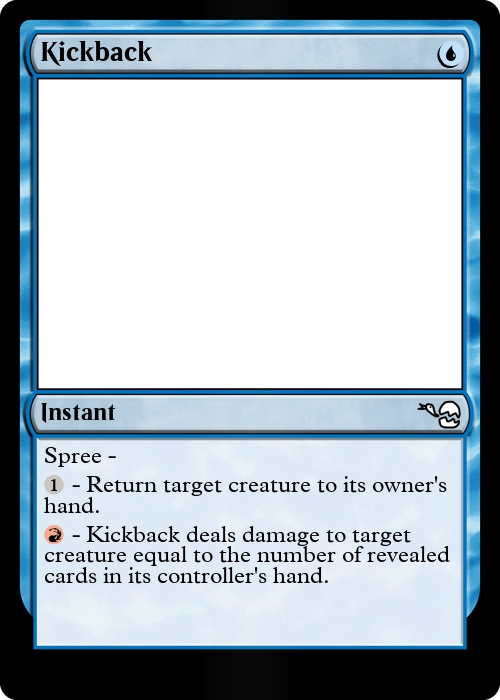 Kickback
Instant
Spree -
1 - Return target creature to its owner's
hand.
- Kickback deals damage to target
creature equal to the number of revealed
cards in its controller's hand.